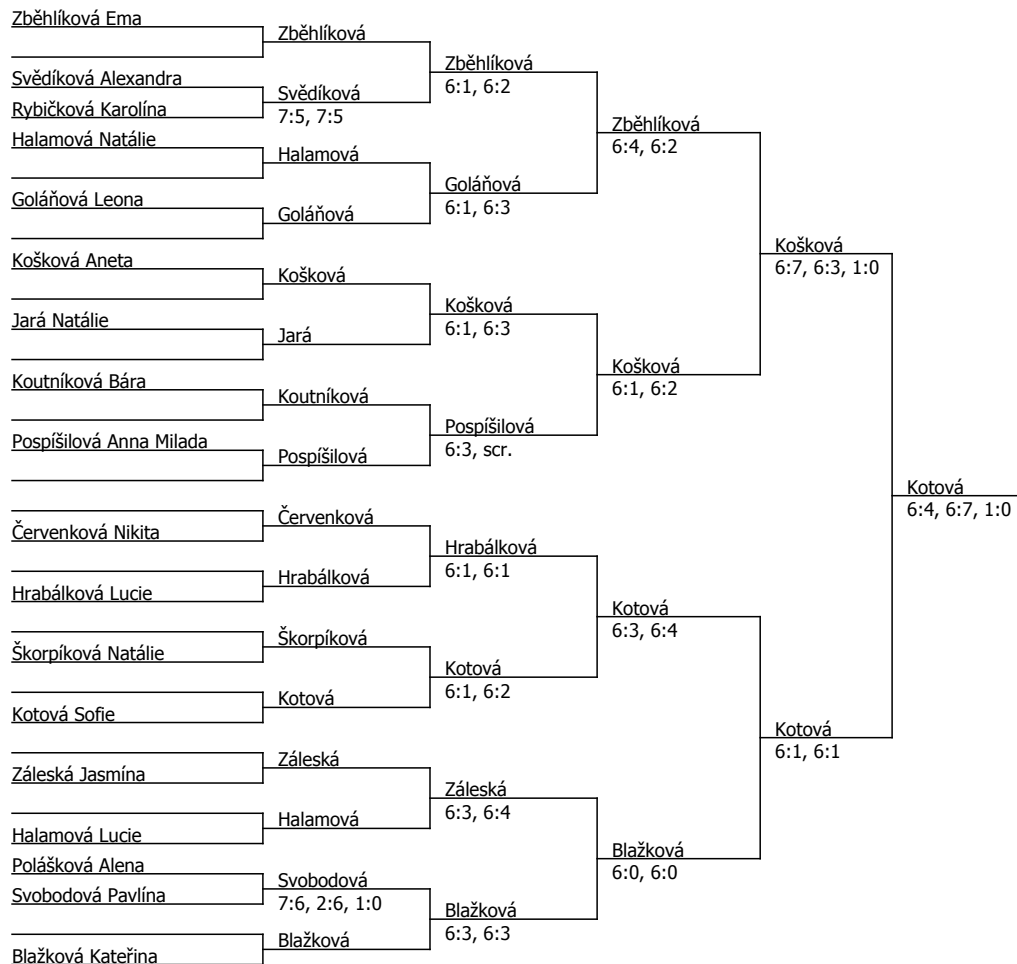 Zběhlíková Ema
Svědíková Alexandra
Rybičková Karolína
Halamová Natálie
Goláňová Leona
Košková Aneta
Jará Natálie
Koutníková Bára
Pospíšilová Anna Milada
Červenková Nikita
Hrabálková Lucie
Škorpíková Natálie
Kotová Sofie
Záleská Jasmína
Halamová Lucie
Polášková Alena
Svobodová Pavlína
Blažková Kateřina
Zběhlíková
Svědíková
7:5, 7:5
Halamová
Goláňová
Košková
Jará
Koutníková
Pospíšilová
Červenková
Hrabálková
Škorpíková
Kotová
Záleská
Halamová
Svobodová
7:6, 2:6, 1:0
Blažková
Zběhlíková
6:1, 6:2
Goláňová
6:1, 6:3
Košková
6:1, 6:3
Pospíšilová
6:3, scr.
Hrabálková
6:1, 6:1
Kotová
6:1, 6:2
Záleská
6:3, 6:4
Blažková
6:3, 6:3
Zběhlíková
6:4, 6:2
Košková
6:1, 6:2
Kotová
6:3, 6:4
Blažková
6:0, 6:0
Košková
6:7, 6:3, 1:0
Kotová
6:1, 6:1
Kotová
6:4, 6:7, 1:0